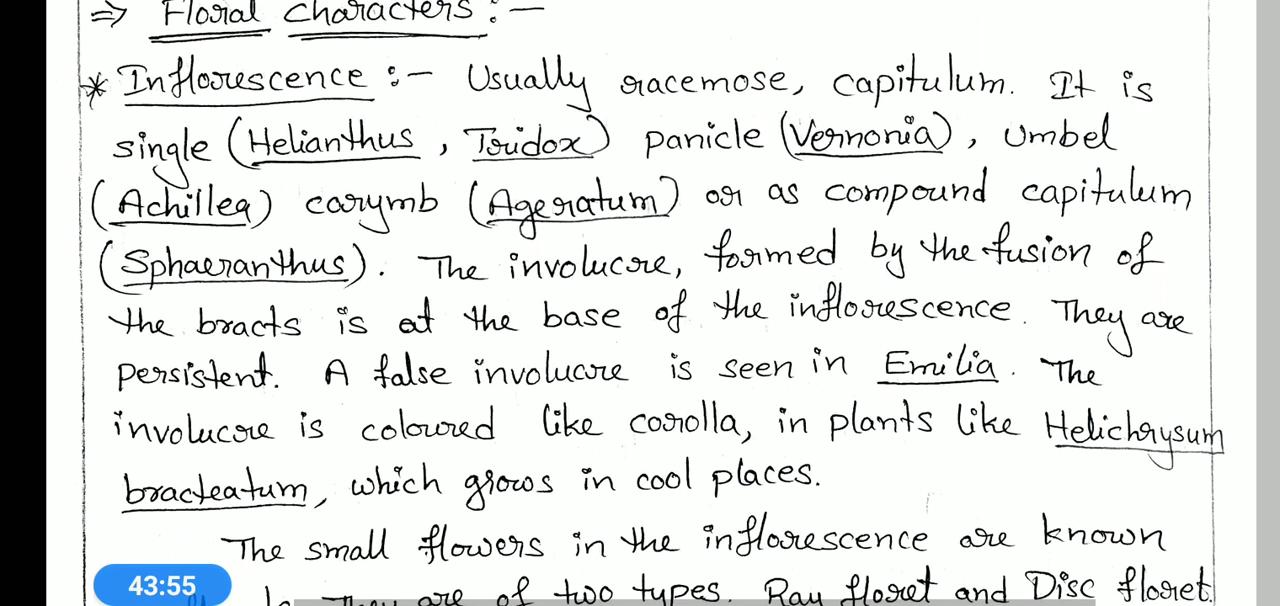 ⇒ Floral Characters :-
* Inflorescence :- Usually racemose, capitulum. It is
single (Helianthus, Tridox) panicle (Vernonia), Umbel
(Achillea) carymb (Ageratum) or as compound capitulum
(Sphaeranthus). The involucre, formed by the fusion of
the bracts is at the base of the inflorescence. They are
persistent. A false involucre is seen in Emilia. The
involucre is coloured like corolla, in plants like Helichrysum
bracteatum, which grows in cool places.
The small flowers in the inflorescence are known
They are of two types. Ray floret and Disc floret.
43:55